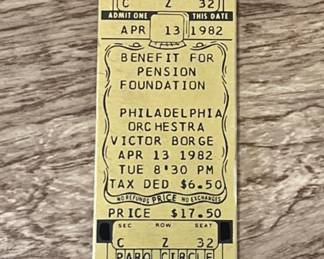 C Z 32
ADMIT ONE THIS DATE
APR 13 1982
BENEFIT FOR
PENSION
FOUNDATION
PHILADELPHIA
ORCHESTRA
VICTOR BORGE
APR 13 1982
TUE 8:30 PM
TAX DED $6.50
NO REFUNDS PRICE NO EXCHANGES
PRICE $17.50
SEC ROW SEAT
C Z 32
PARQ CIRCLE